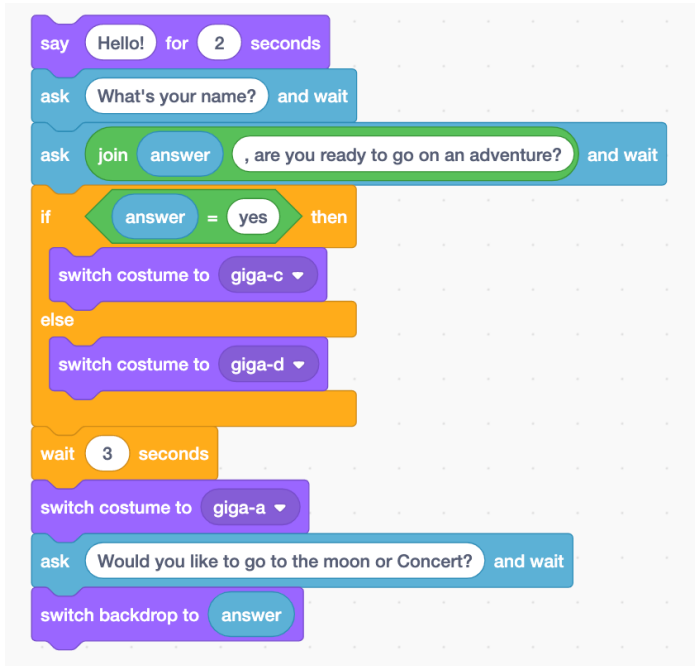 say Hello! for 2 seconds
ask What's your name? and wait
ask join answer , are you ready to go on an adventure? and wait
if answer = yes then
switch costume to giga-c
else
switch costume to giga-d
wait 3 seconds
switch costume to giga-a
ask Would you like to go to the moon or Concert? and wait
switch backdrop to answer